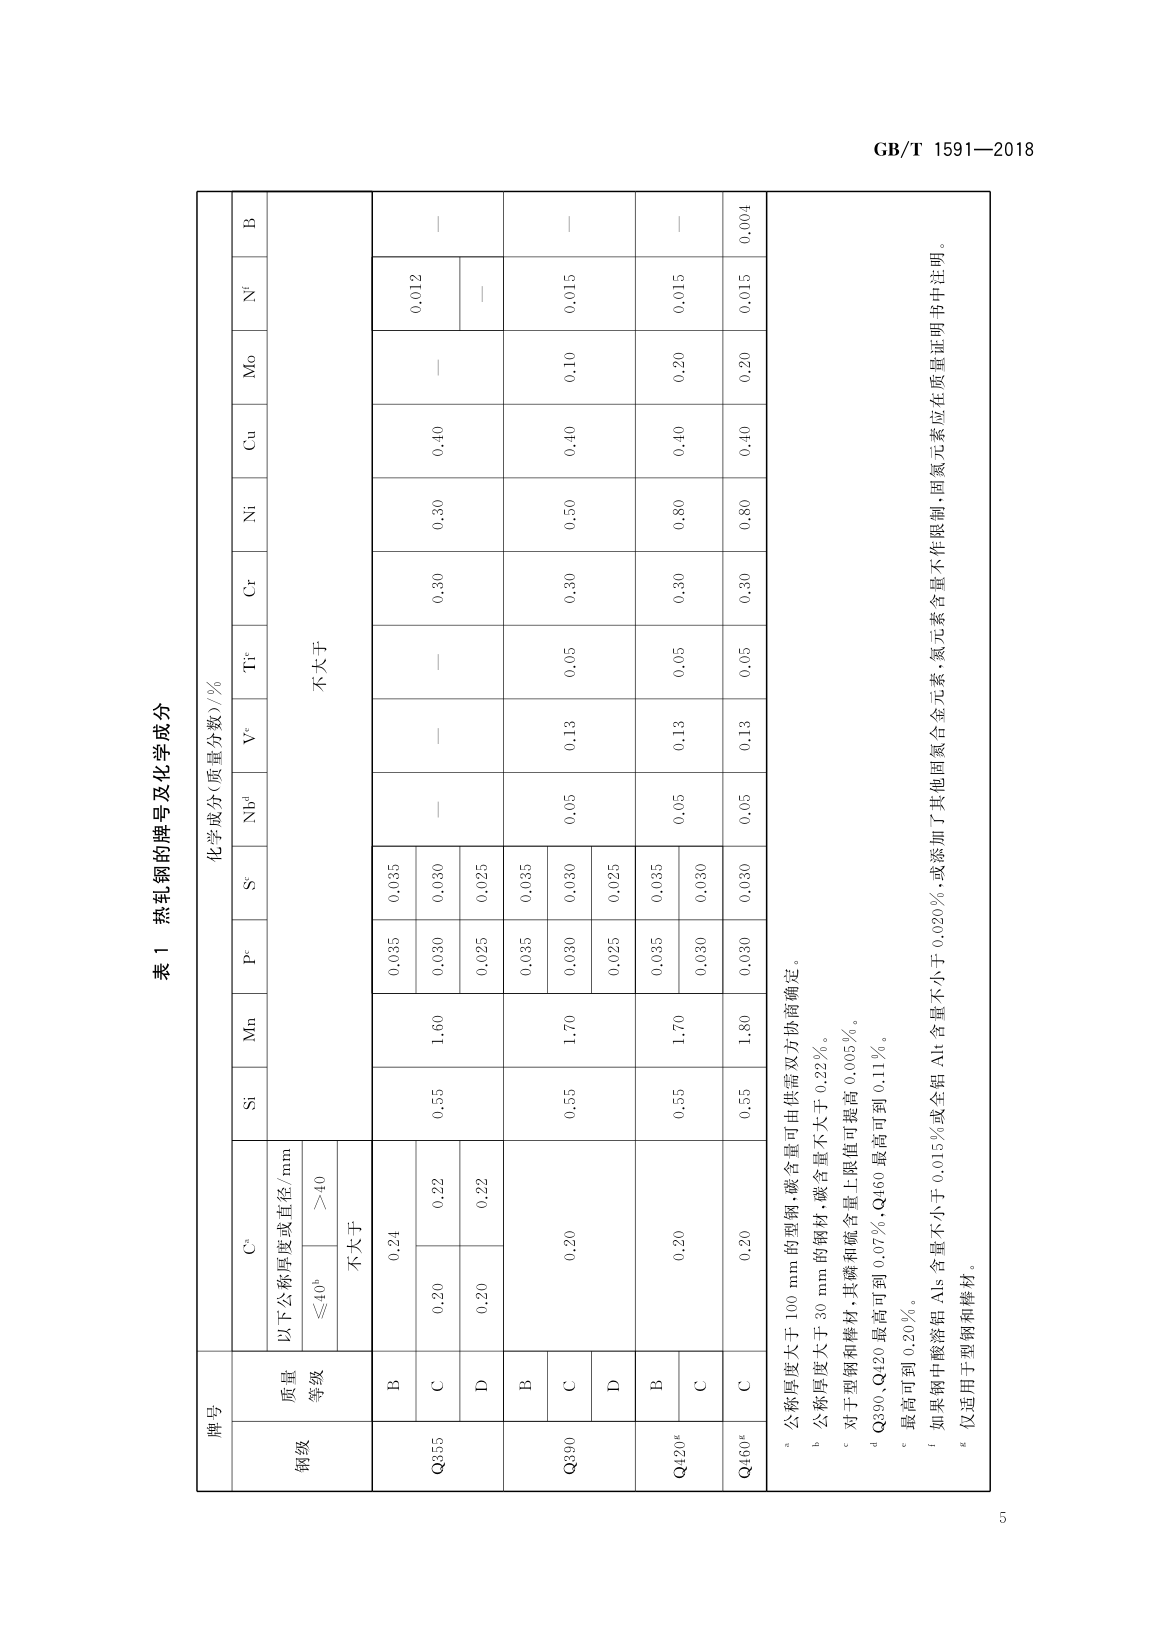 GB/T 1591—2018
表 1 热轧钢的牌号及化学成分
牌号 化学成分(质量分数)/%
钢级 质量等级 Cᵃ Si Mn Pᶜ Sᶜ Nbᵈ Vᵉ Tiᵉ Cr Ni Cu Mo Nᶠ B
以下公称厚度或直径/mm
≤40ᵇ >40
不大于 不大于
Q355 B 0.24 0.55 1.60 0.035 0.035 — — — 0.30 0.30 0.40 — 0.012 —
C 0.20 0.22 0.030 0.030
D 0.20 0.22 0.025 0.025 —
Q390 B 0.20 0.55 1.70 0.035 0.035 0.05 0.13 0.05 0.30 0.50 0.40 0.10 0.015 —
C 0.030 0.030
D 0.025 0.025
Q420ᵍ B 0.20 0.55 1.70 0.035 0.035 0.05 0.13 0.05 0.30 0.80 0.40 0.20 0.015 —
C 0.030 0.030
Q460ᵍ C 0.20 0.55 1.80 0.030 0.030 0.05 0.13 0.05 0.30 0.80 0.40 0.20 0.015 0.004
ᵃ 公称厚度大于 100 mm 的型钢,碳含量可由供需双方协商确定。
ᵇ 公称厚度大于 30 mm 的钢材,碳含量不大于 0.22%。
ᶜ 对于型钢和棒材,其磷和硫含量上限值可提高 0.005%。
ᵈ Q390、Q420 最高可到 0.07%,Q460 最高可到 0.11%。
ᵉ 最高可到 0.20%。
ᶠ 如果钢中酸溶铝 Als 含量不小于 0.015%或全铝 Alt 含量不小于 0.020%,或添加了其他固氮合金元素,氮元素含量不作限制,固氮元素应在质量证明书中注明。
ᵍ 仅适用于型钢和棒材。
5